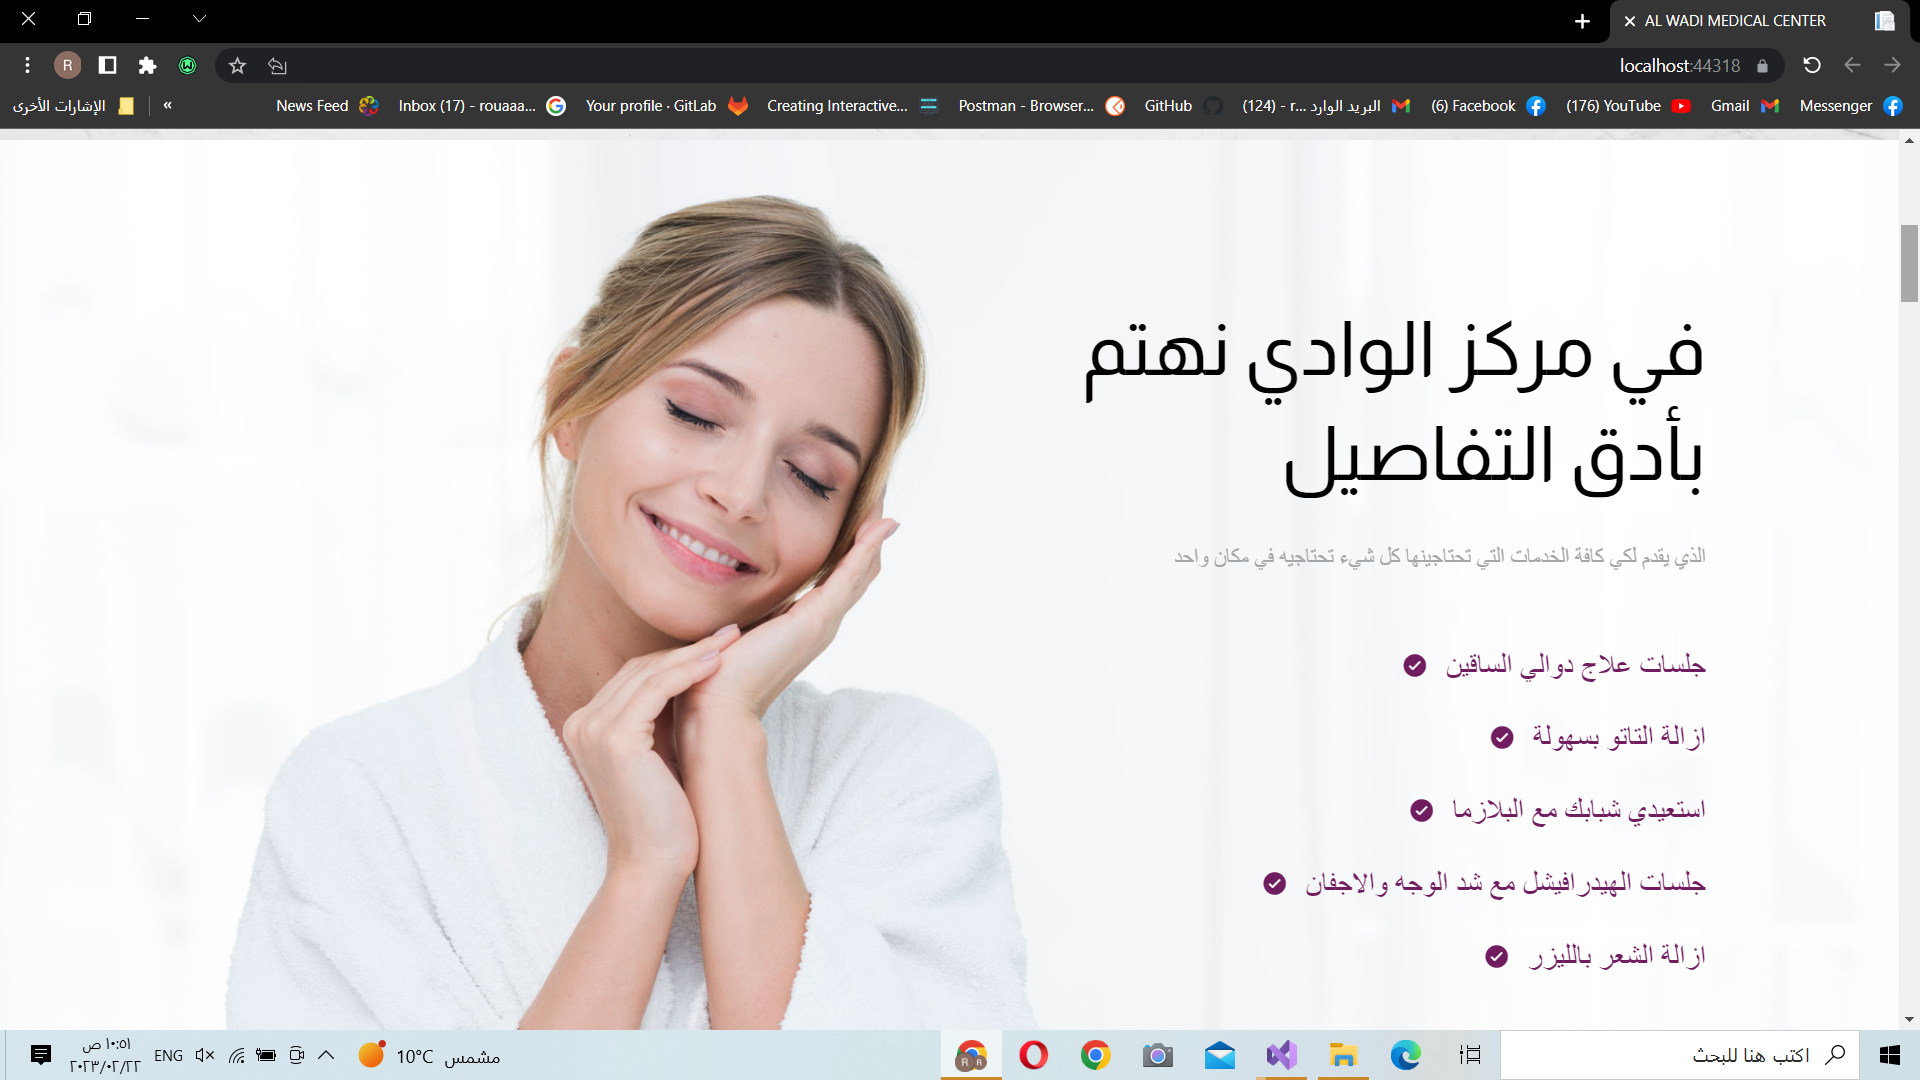 AL WADI MEDICAL CENTER
localhost:44318
Messenger
Gmail
(176) YouTube
(6) Facebook
البريد الوارد (124) - r...
GitHub
Postman - Browser...
Creating Interactive...
Your profile · GitLab
Inbox (17) - rouaaa...
News Feed
»
الإشارات الأخرى
R
في مركز الوادي نهتم
بأدق التفاصيل
الذي يقدم لكي كافة الخدمات التي تحتاجينها كل شيء تحتاجيه في مكان واحد
جلسات علاج دوالي الساقين
ازالة التاتو بسهولة
استعيدي شبابك مع البلازما
جلسات الهيدرافيشل مع شد الوجه والاجفان
ازالة الشعر بالليزر
اكتب هنا للبحث
مشمس 10°C
ENG
١٠:٥١ ص
٢٠٢٣/٠٢/٢٢